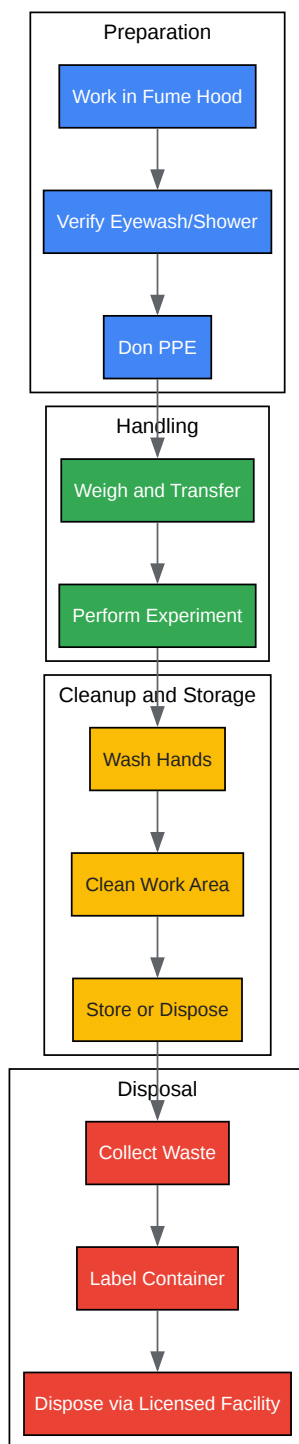 Preparation
Work in Fume Hood
Verify Eyewash/Shower
Don PPE
Handling
Weigh and Transfer
Perform Experiment
Cleanup and Storage
Wash Hands
Clean Work Area
Store or Dispose
Disposal
Collect Waste
Label Container
Dispose via Licensed Facility